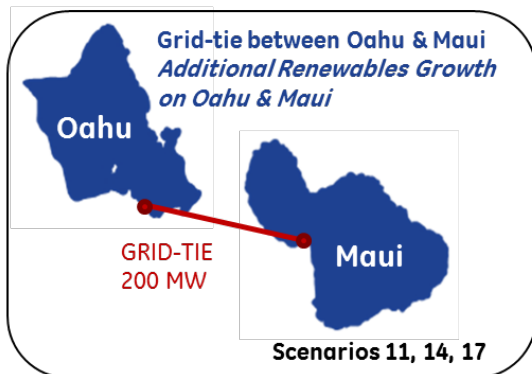 Grid-tie between Oahu & Maui
Additional Renewables Growth
on Oahu & Maui
Oahu
GRID-TIE
200 MW
Maui
Scenarios 11, 14, 17